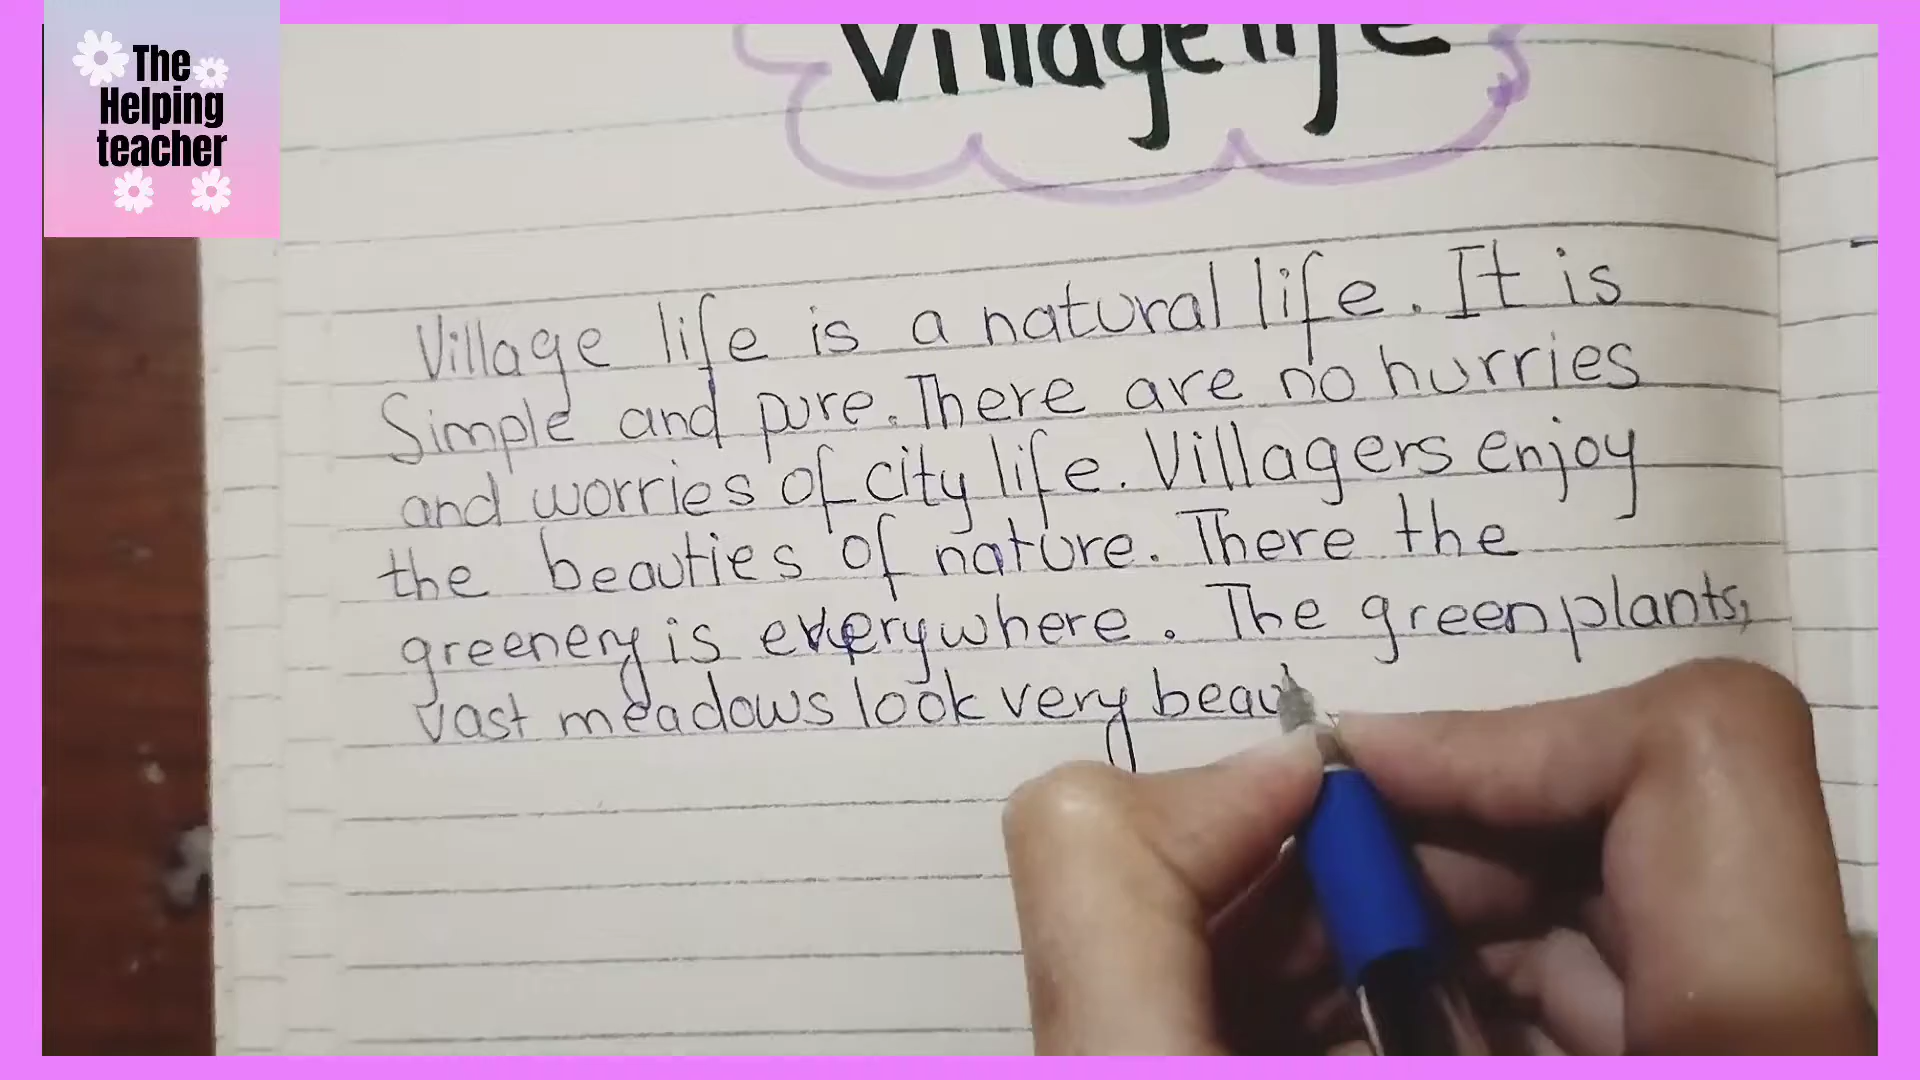 The
Helping
teacher
Village life
Village life is a natural life. It is
Simple and pure. There are no hurries
and worries of city life. Villagers enjoy
the beauties of nature. There the
greenery is everywhere. The green plants,
vast meadows look very beau